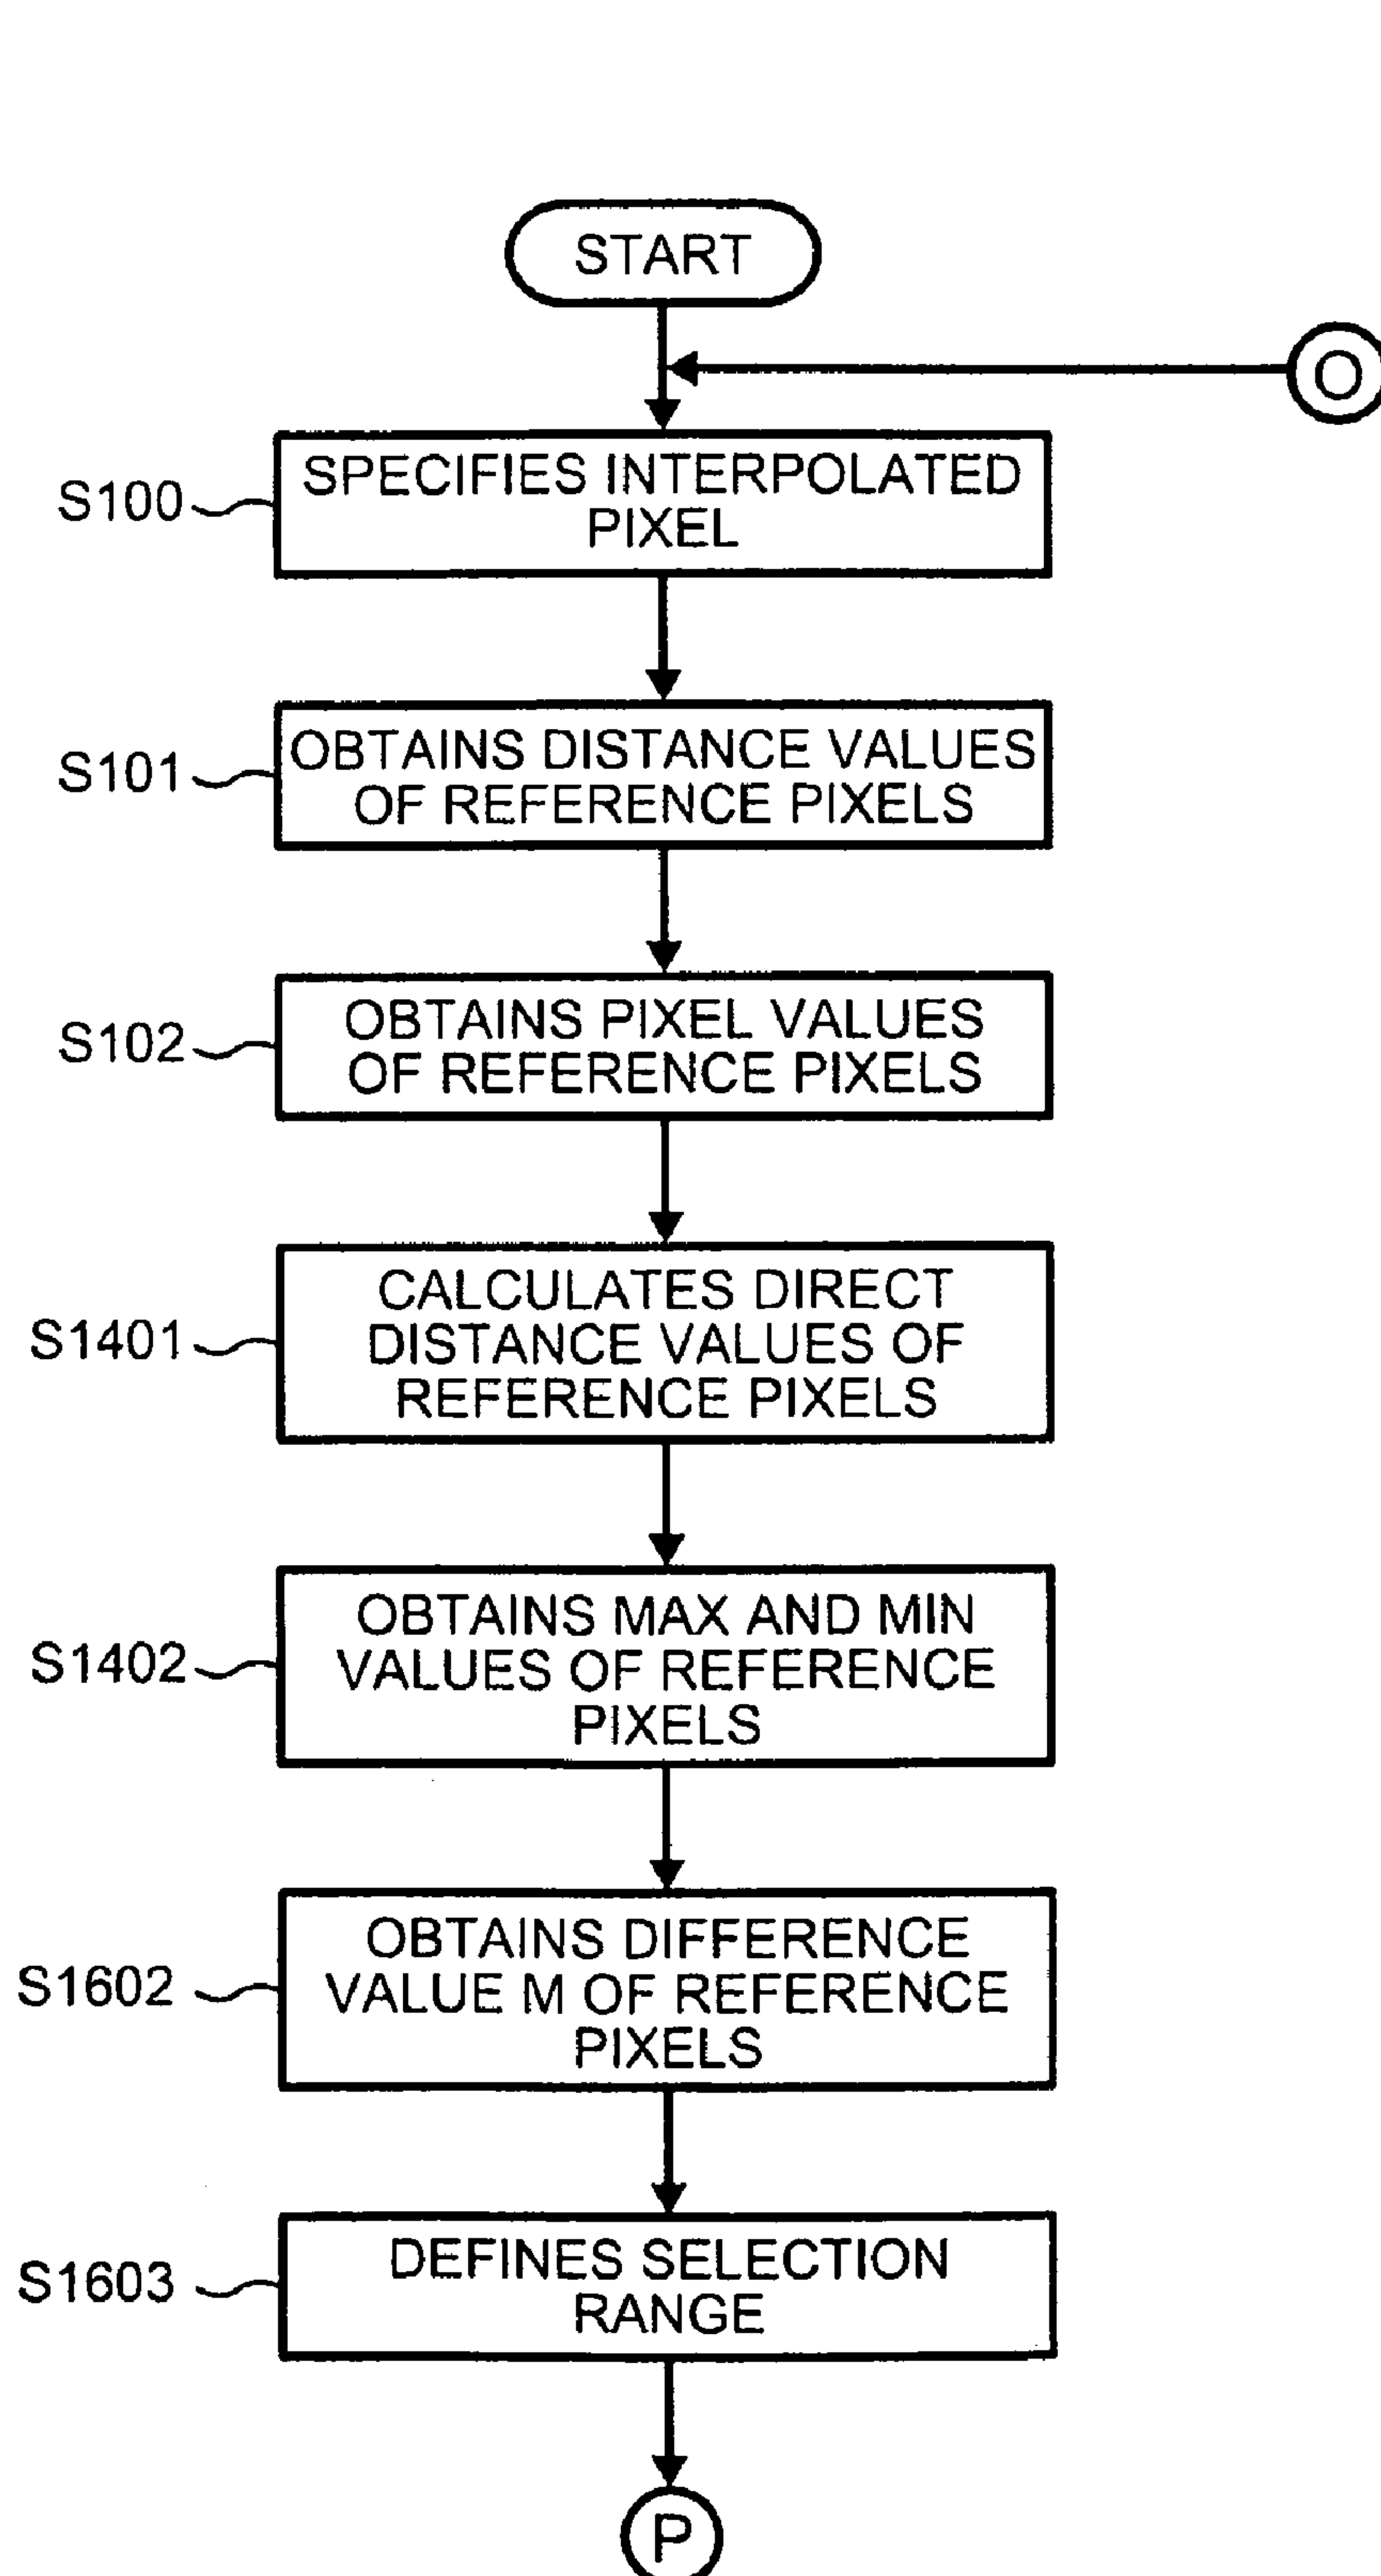 START
O
S100
SPECIFIES INTERPOLATED
PIXEL
S101
OBTAINS DISTANCE VALUES
OF REFERENCE PIXELS
S102
OBTAINS PIXEL VALUES
OF REFERENCE PIXELS
S1401
CALCULATES DIRECT
DISTANCE VALUES OF
REFERENCE PIXELS
S1402
OBTAINS MAX AND MIN
VALUES OF REFERENCE
PIXELS
S1602
OBTAINS DIFFERENCE
VALUE M OF REFERENCE
PIXELS
S1603
DEFINES SELECTION
RANGE
P